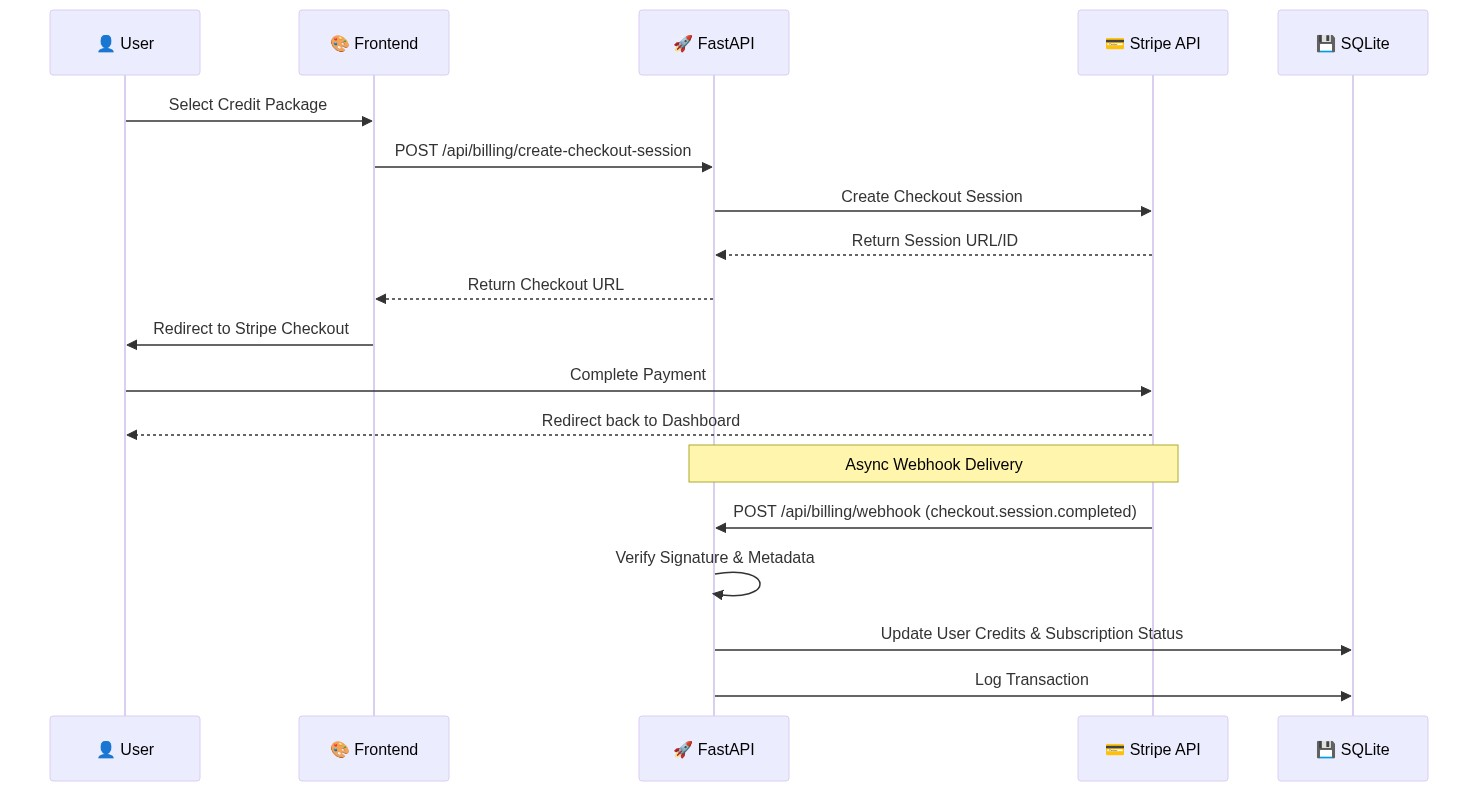 👤 User
🎨 Frontend
🚀 FastAPI
💳 Stripe API
💾 SQLite
Select Credit Package
POST /api/billing/create-checkout-session
Create Checkout Session
Return Session URL/ID
Return Checkout URL
Redirect to Stripe Checkout
Complete Payment
Redirect back to Dashboard
Async Webhook Delivery
POST /api/billing/webhook (checkout.session.completed)
Verify Signature & Metadata
Update User Credits & Subscription Status
Log Transaction
👤 User
🎨 Frontend
🚀 FastAPI
💳 Stripe API
💾 SQLite